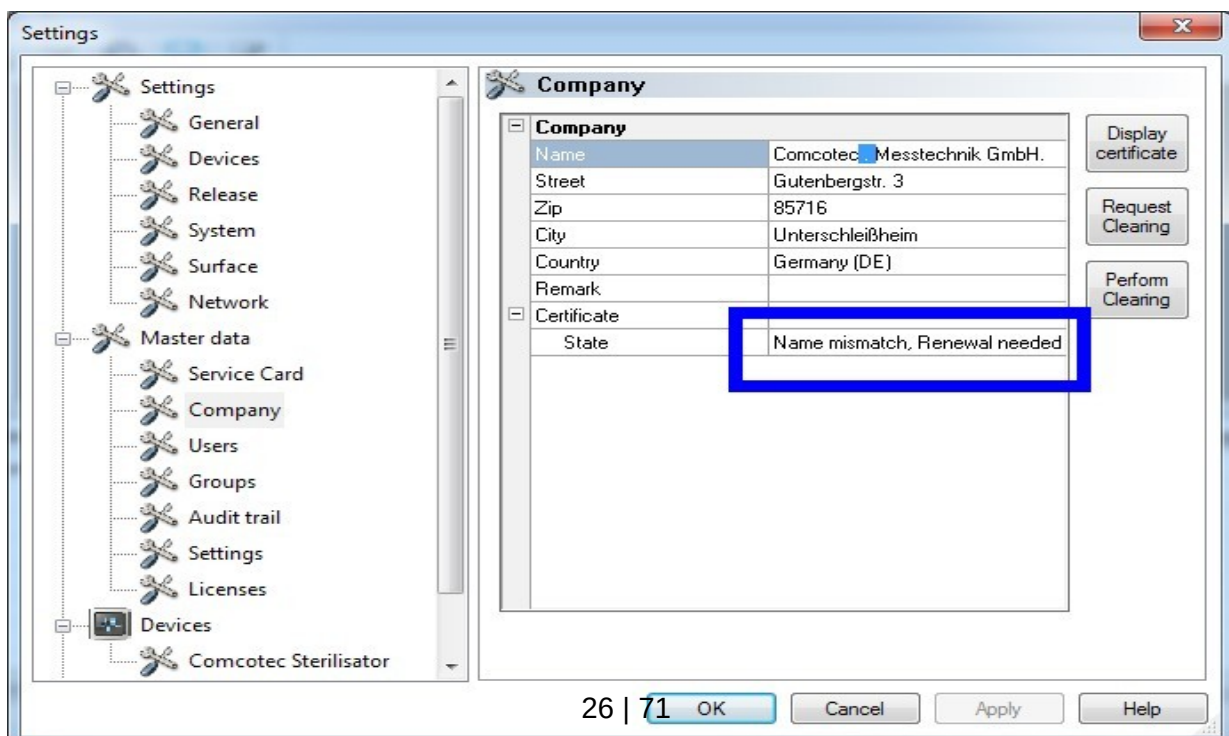 Settings
Settings
General
Devices
Release
System
Surface
Network
Master data
Service Card
Company
Users
Groups
Audit trail
Settings
Licenses
Devices
Comcotec Sterilisator
Company
Company
Name Comcotec . Messtechnik GmbH.
Street Gutenbergstr. 3
Zip 85716
City Unterschleißheim
Country Germany (DE)
Remark
Certificate
State Name mismatch, Renewal needed
Display
certificate
Request
Clearing
Perform
Clearing
26 | 71
OK Cancel Apply Help